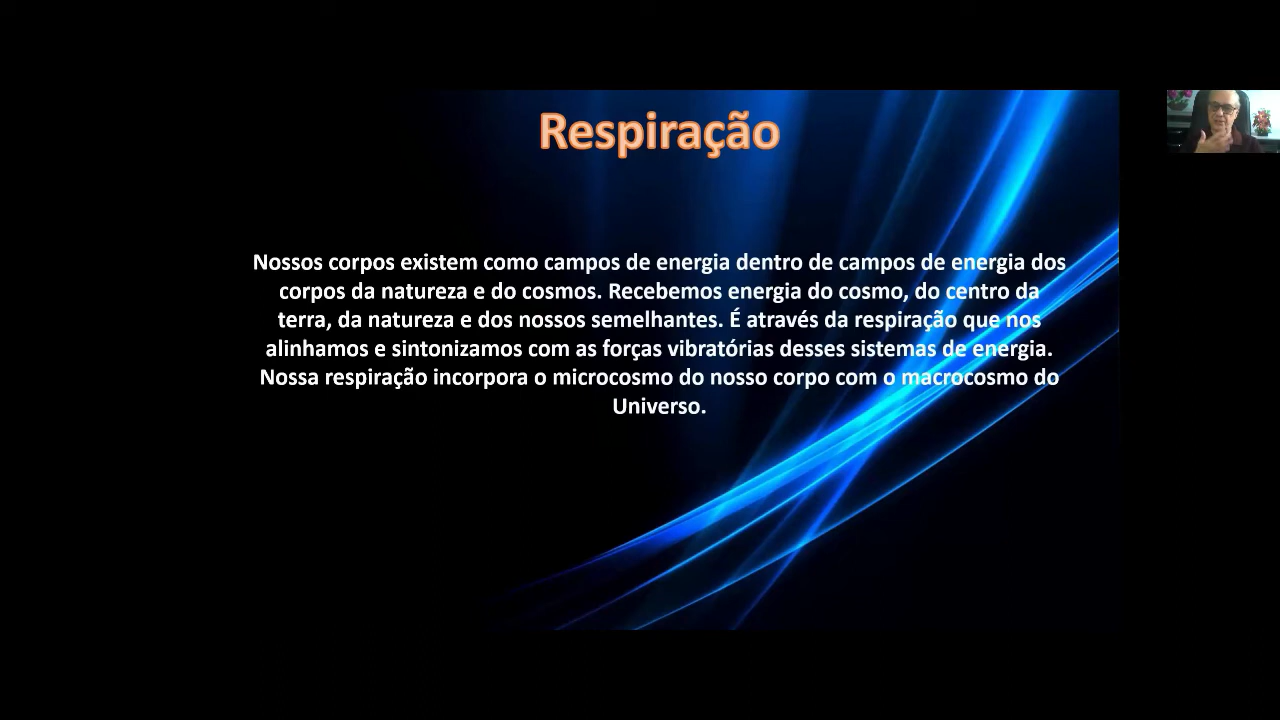 Respiração
Nossos corpos existem como campos de energia dentro de campos de energia dos
corpos da natureza e do cosmos. Recebemos energia do cosmo, do centro da
terra, da natureza e dos nossos semelhantes. É através da respiração que nos
alinhamos e sintonizamos com as forças vibratórias desses sistemas de energia.
Nossa respiração incorpora o microcosmo do nosso corpo com o macrocosmo do
Universo.